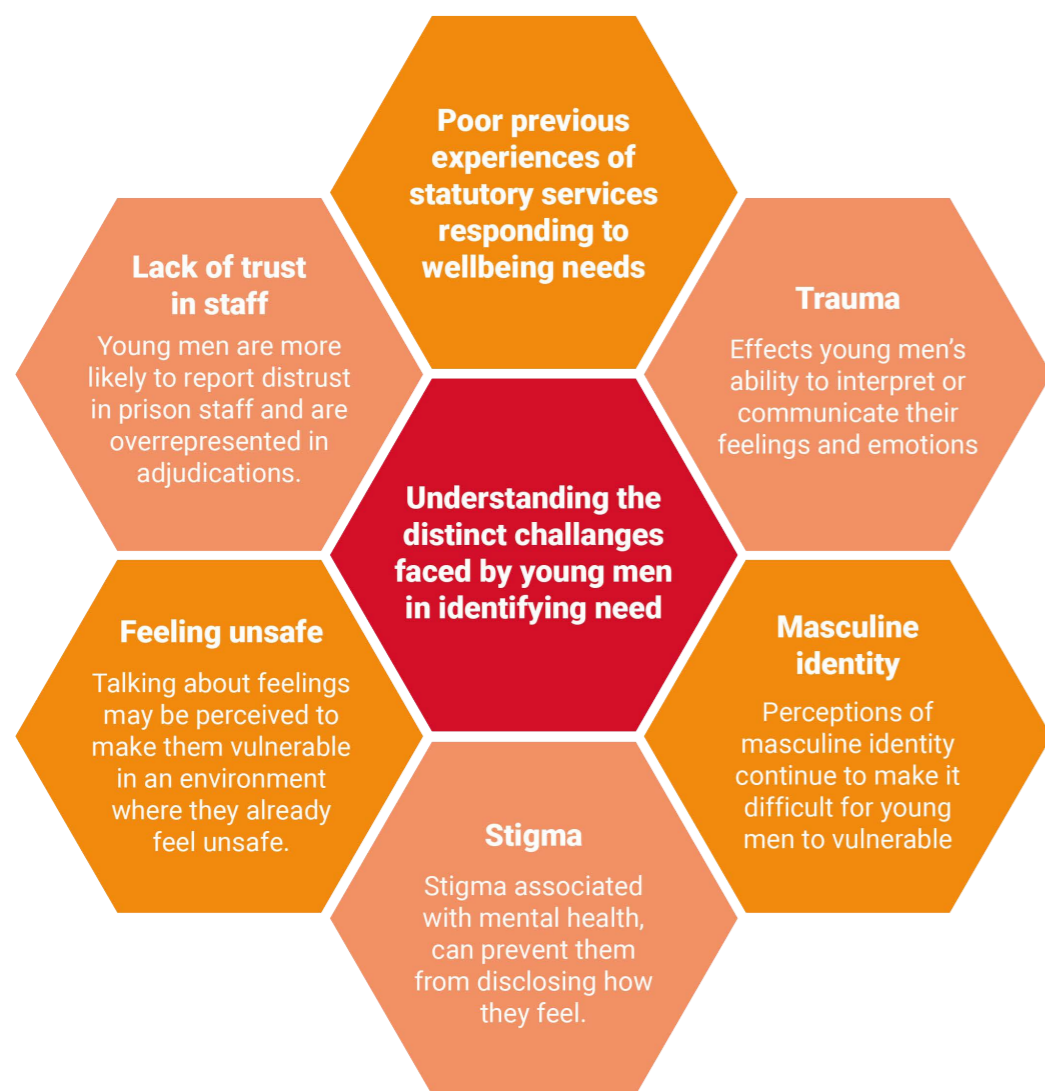 Poor previous
experiences of
statutory services
responding to
wellbeing needs
Lack of trust
in staff
Young men are more
likely to report distrust
in prison staff and are
overrepresented in
adjudications.
Trauma
Effects young men’s
ability to interpret or
communicate their
feelings and emotions
Understanding the
distinct challanges
faced by young men
in identifying need
Feeling unsafe
Talking about feelings
may be perceived to
make them vulnerable
in an environment
where they already
feel unsafe.
Masculine
identity
Perceptions of
masculine identity
continue to make it
difficult for young
men to vulnerable
Stigma
Stigma associated
with mental health,
can prevent them
from disclosing how
they feel.